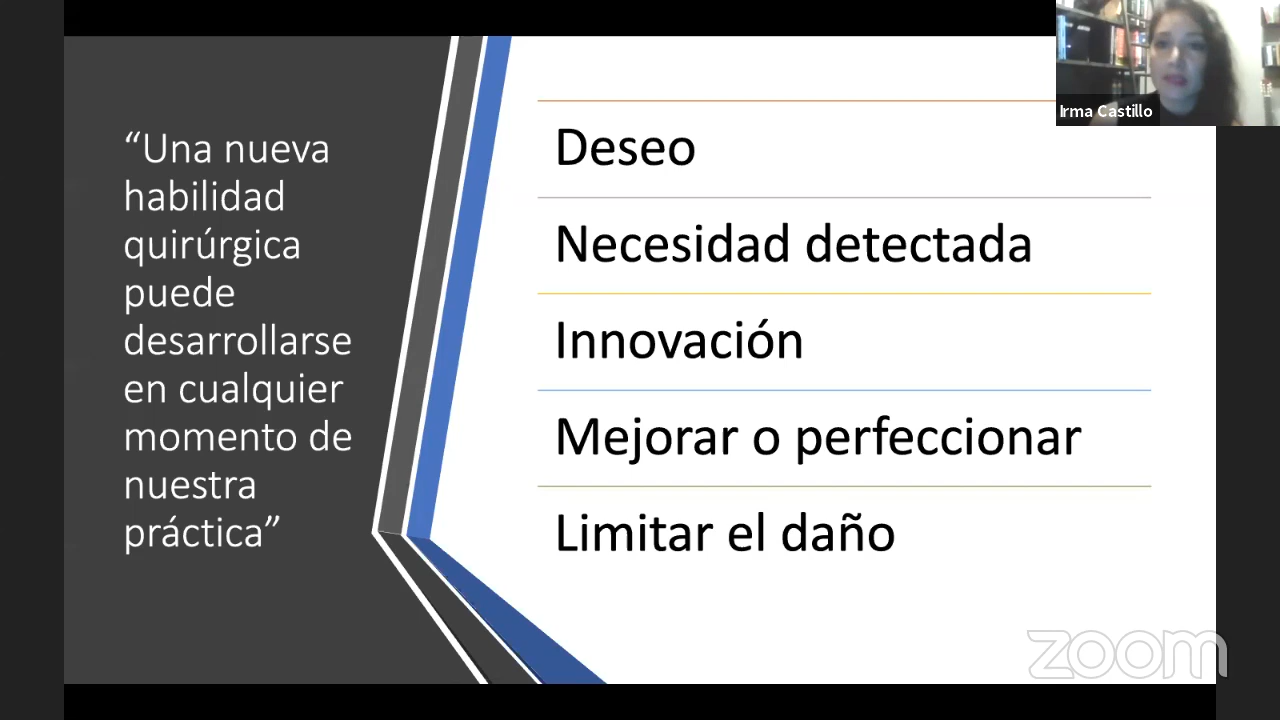 Irma Castillo
“Una nueva
habilidad
quirúrgica
puede
desarrollarse
en cualquier
momento de
nuestra
práctica”
Deseo
Necesidad detectada
Innovación
Mejorar o perfeccionar
Limitar el daño
zoom